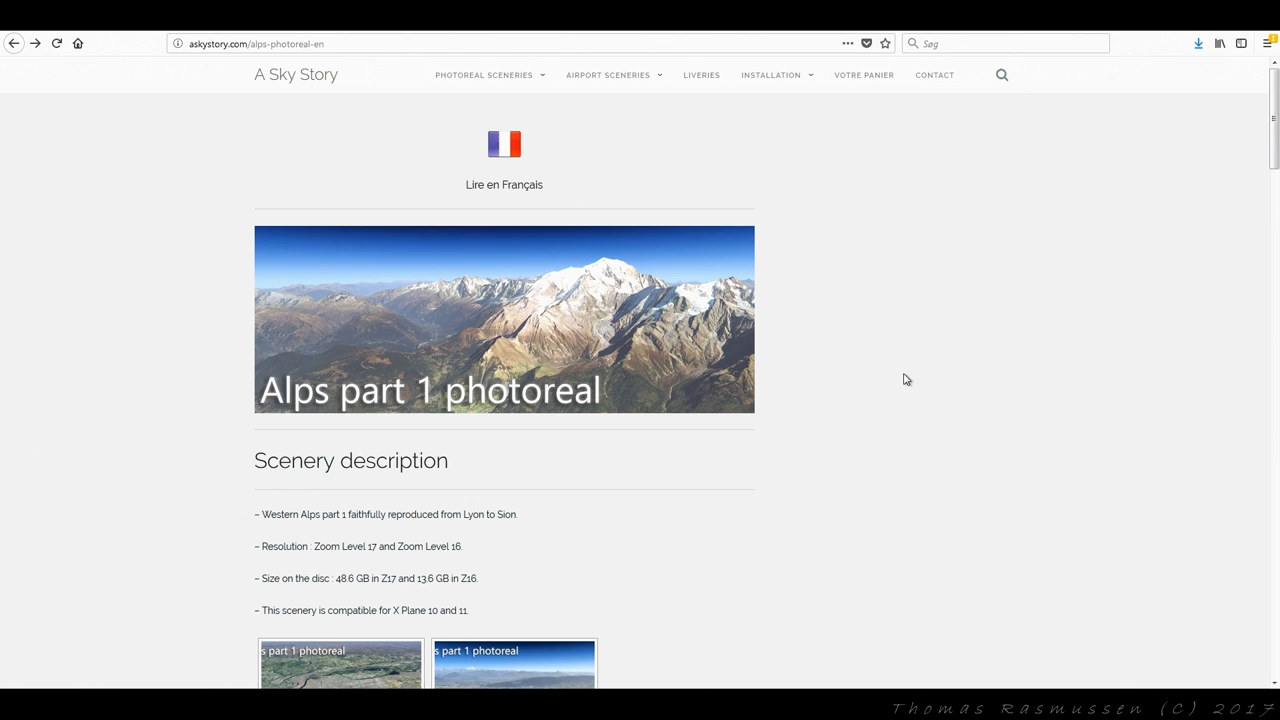 askystory.com/alps-photoreal-en
Søg
A Sky Story
PHOTOREAL SCENERIES
AIRPORT SCENERIES
LIVERIES
INSTALLATION
VOTRE PANIER
CONTACT
Lire en Français
Alps part 1 photoreal
Scenery description
– Western Alps part 1 faithfully reproduced from Lyon to Sion.
– Resolution : Zoom Level 17 and Zoom Level 16.
– Size on the disc : 48.6 GB in Z17 and 13.6 GB in Z16.
– This scenery is compatible for X Plane 10 and 11.
s part 1 photoreal
s part 1 photoreal
Thomas Rasmussen (C) 2017